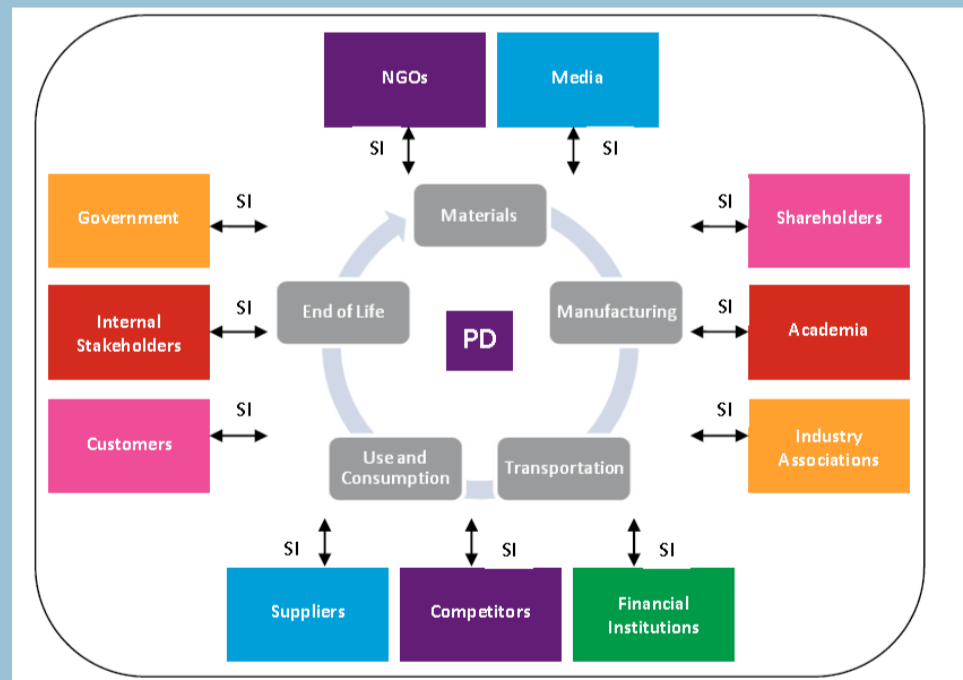 NGOs
Media
SI
SI
Government
SI
SI
Shareholders
Materials
Internal
Stakeholders
SI
End of Life
PD
Manufacturing
SI
Academia
Customers
SI
Use and
Consumption
Transportation
SI
Industry
Associations
SI
SI
SI
Suppliers
Competitors
Financial
Institutions